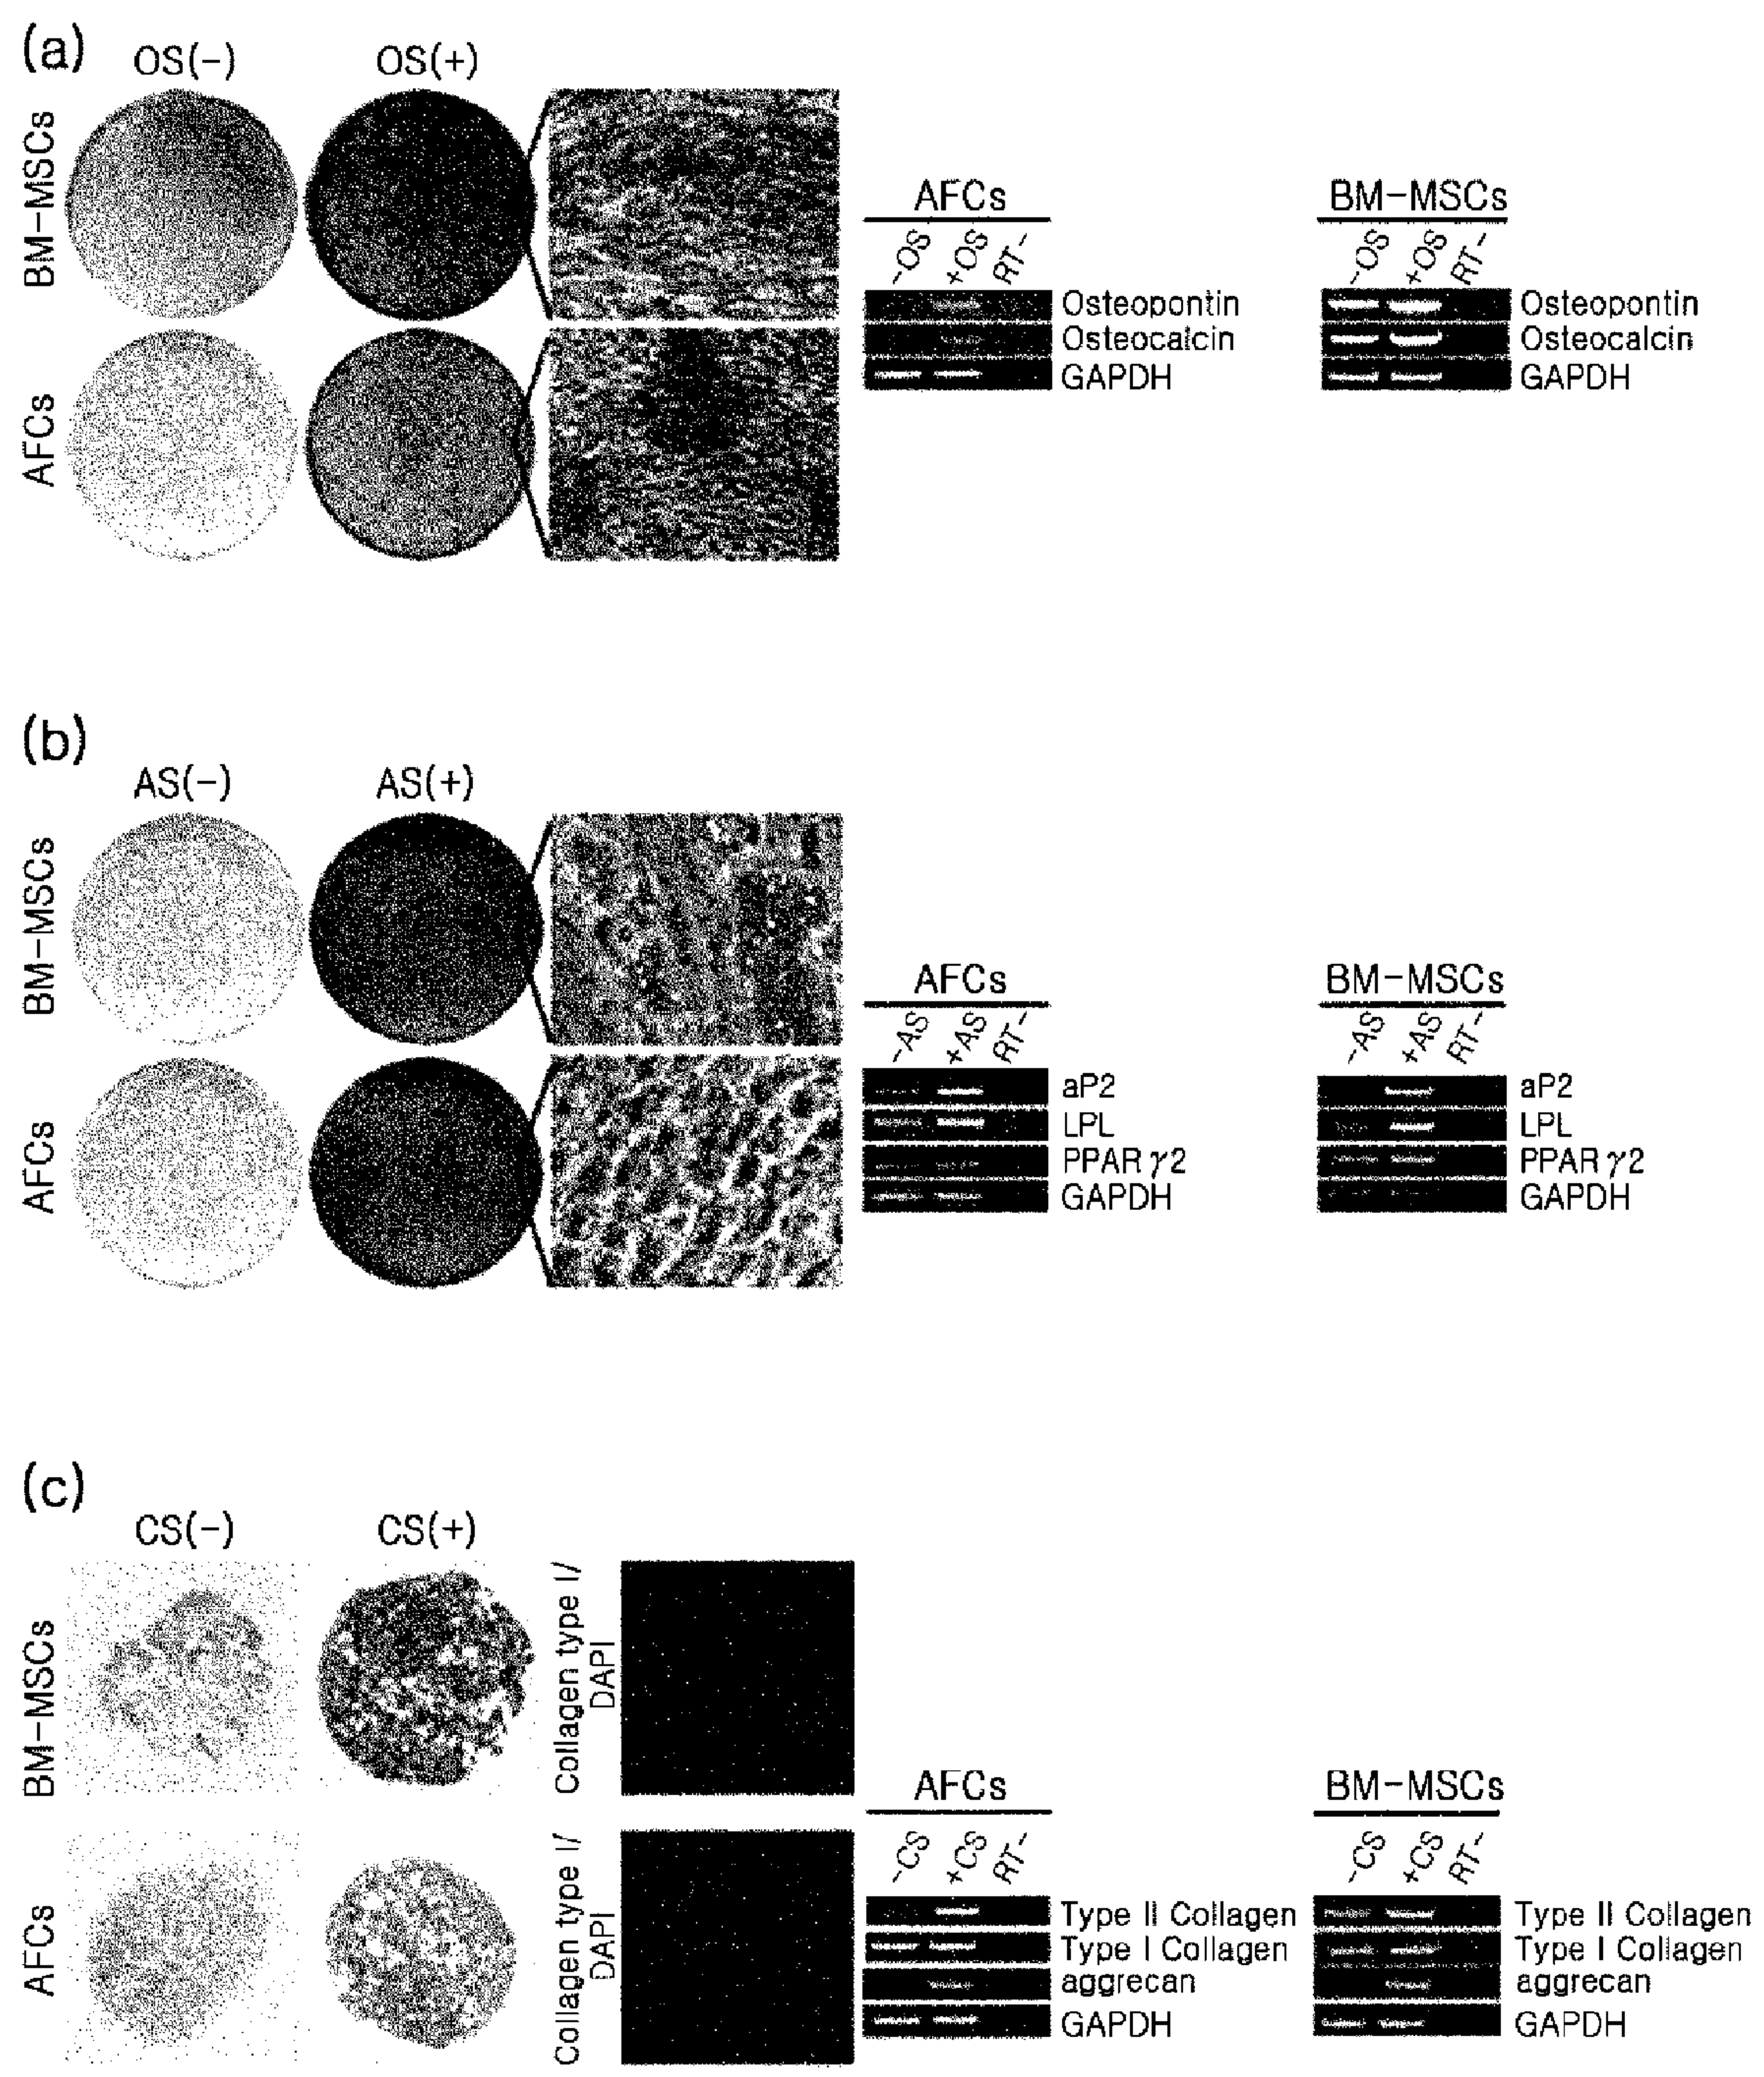 (a)
OS(-) OS(+)
BM-MSCs
AFCs
AFCs
-OS +OS RT-
Osteopontin
Osteocalcin
GAPDH
BM-MSCs
-OS +OS RT-
Osteopontin
Osteocalcin
GAPDH
(b)
AS(-) AS(+)
BM-MSCs
AFCs
AFCs
-AS +AS RT-
aP2
LPL
PPARγ2
GAPDH
BM-MSCs
-AS +AS RT-
aP2
LPL
PPARγ2
GAPDH
(c)
CS(-) CS(+)
BM-MSCs
Collagen type I/
DAPI
AFCs
Collagen type I/
DAPI
AFCs
-CS +CS RT-
Type II Collagen
Type I Collagen
aggrecan
GAPDH
BM-MSCs
-CS +CS RT-
Type II Collagen
Type I Collagen
aggrecan
GAPDH